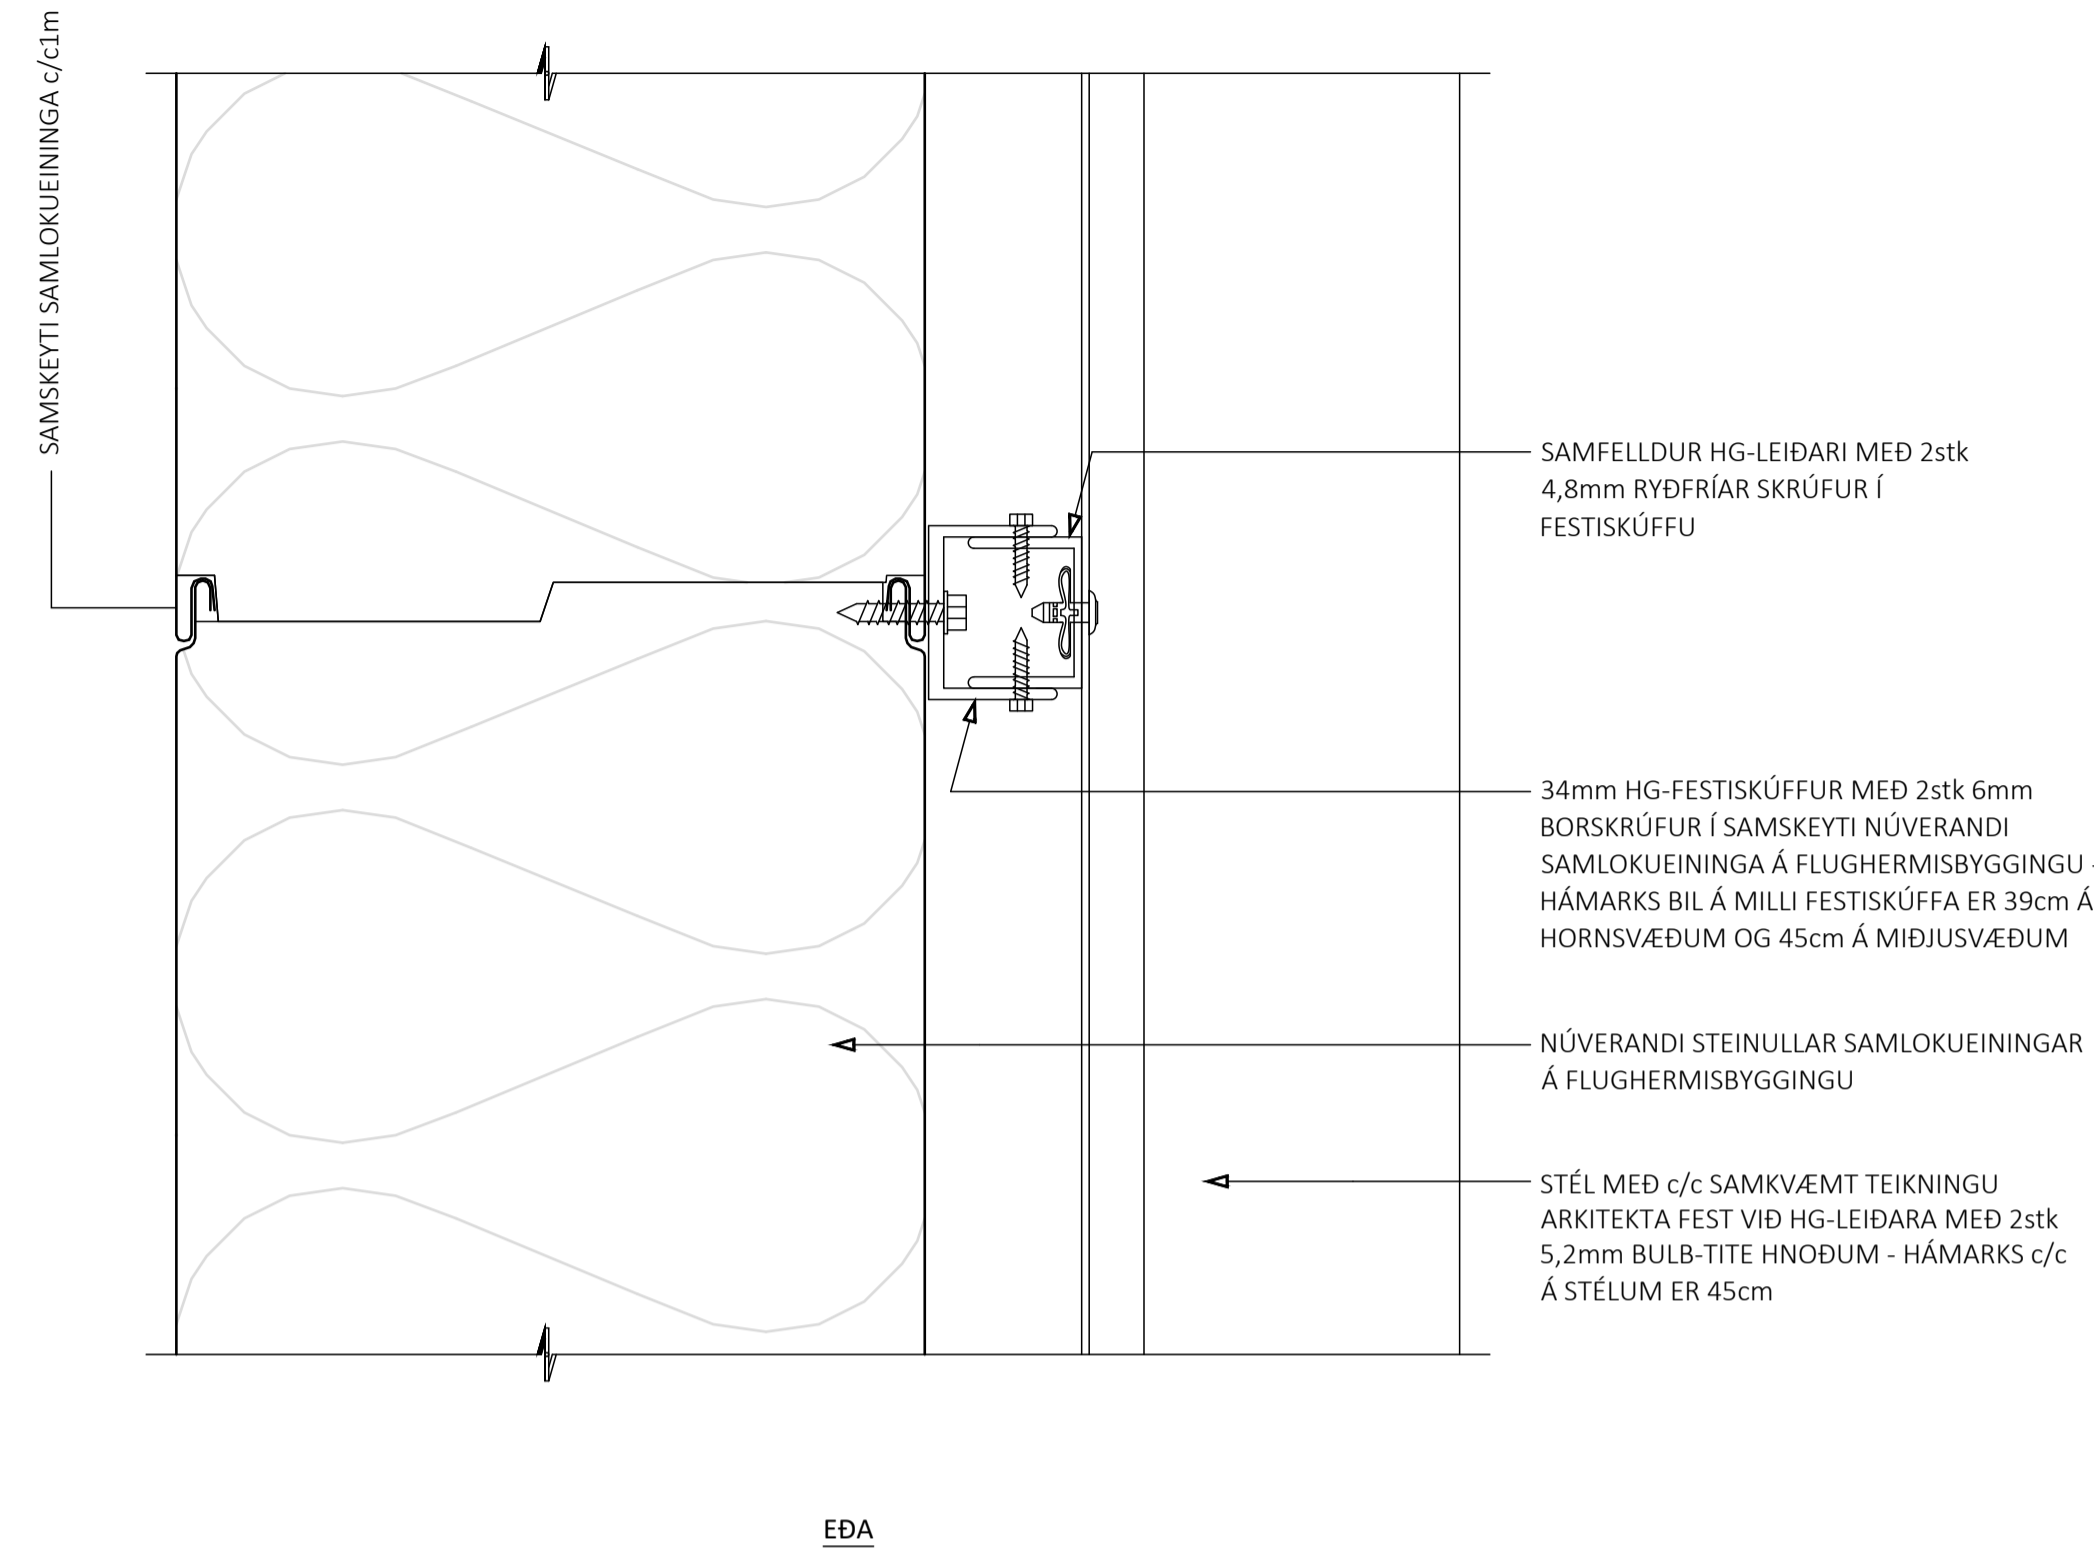 SAMSKEYTI SAMLOKUEININGA c/c1m
SAMFELLDUR HG-LEIÐARI MEÐ 2stk
4,8mm RYÐFRÍAR SKRÚFUR Í
FESTISKÚFFU
34mm HG-FESTISKÚFFUR MEÐ 2stk 6mm
BORSKRÚFUR Í SAMSKEYTI NÚVERANDI
SAMLOKUEININGA Á FLUGHERMISBYGGINGU -
HÁMARKS BIL Á MILLI FESTISKÚFFA ER 39cm Á
HORNSVÆÐUM OG 45cm Á MIÐJUSVÆÐUM
NÚVERANDI STEINULLAR SAMLOKUEININGAR
Á FLUGHERMISBYGGINGU
STÉL MEÐ c/c SAMKVÆMT TEIKNINGU
ARKITEKTA FEST VIÐ HG-LEIÐARA MEÐ 2stk
5,2mm BULB-TITE HNOÐUM - HÁMARKS c/c
Á STÉLUM ER 45cm
EÐA